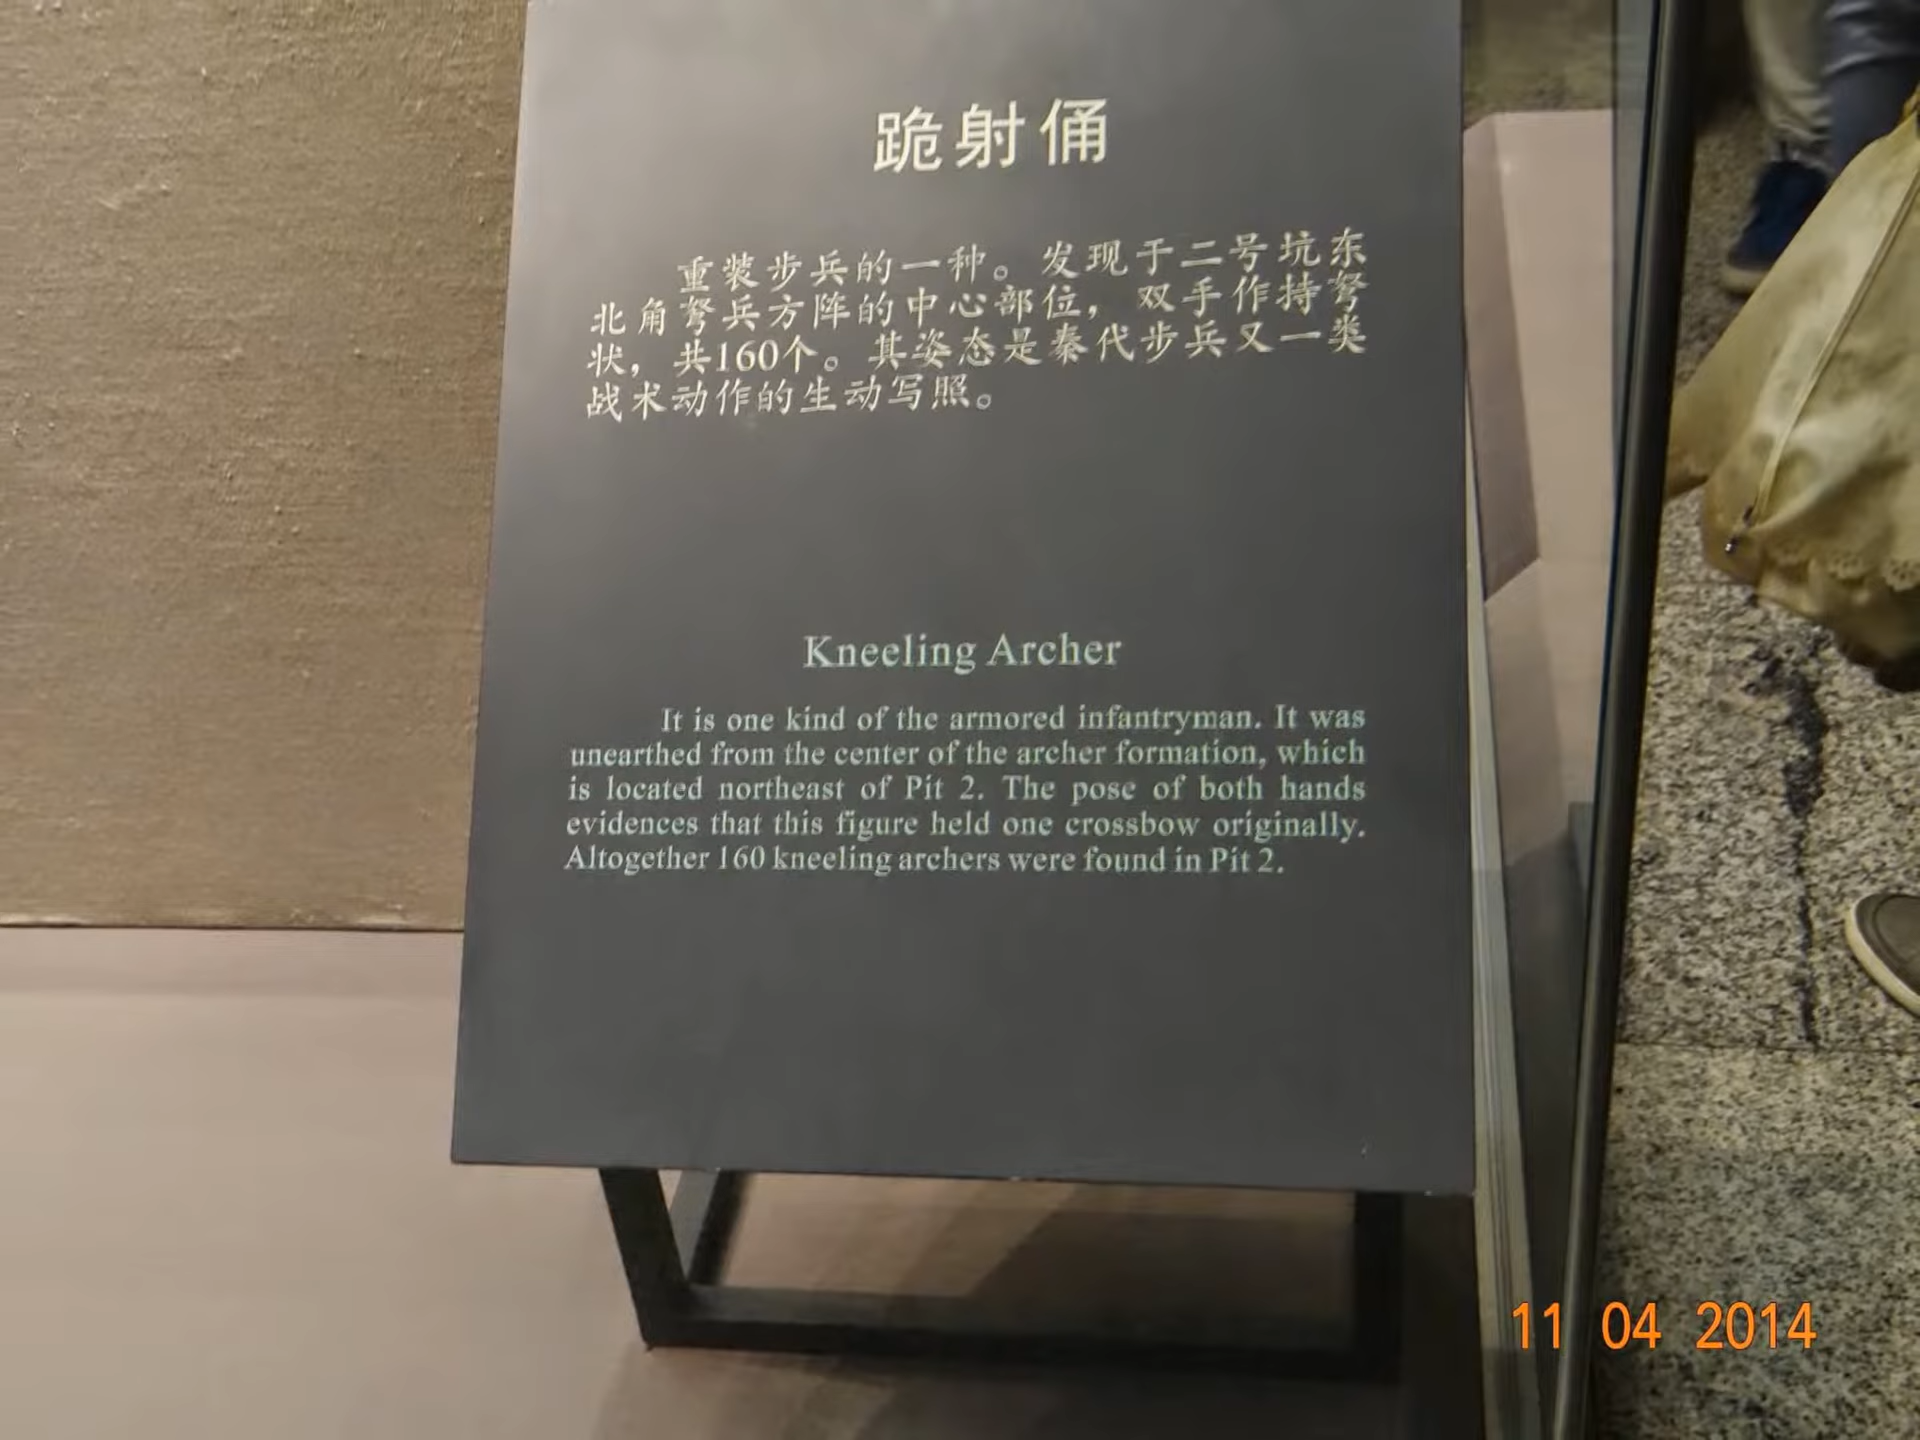 跪射俑
重装步兵的一种。发现于二号坑东
北角弩兵方阵的中心部位，双手作持弩
状，共160个。其姿态是秦代步兵又一类
战术动作的生动写照。
Kneeling Archer
It is one kind of the armored infantryman. It was
unearthed from the center of the archer formation, which
is located northeast of Pit 2. The pose of both hands
evidences that this figure held one crossbow originally.
Altogether 160 kneeling archers were found in Pit 2.
11 04 2014